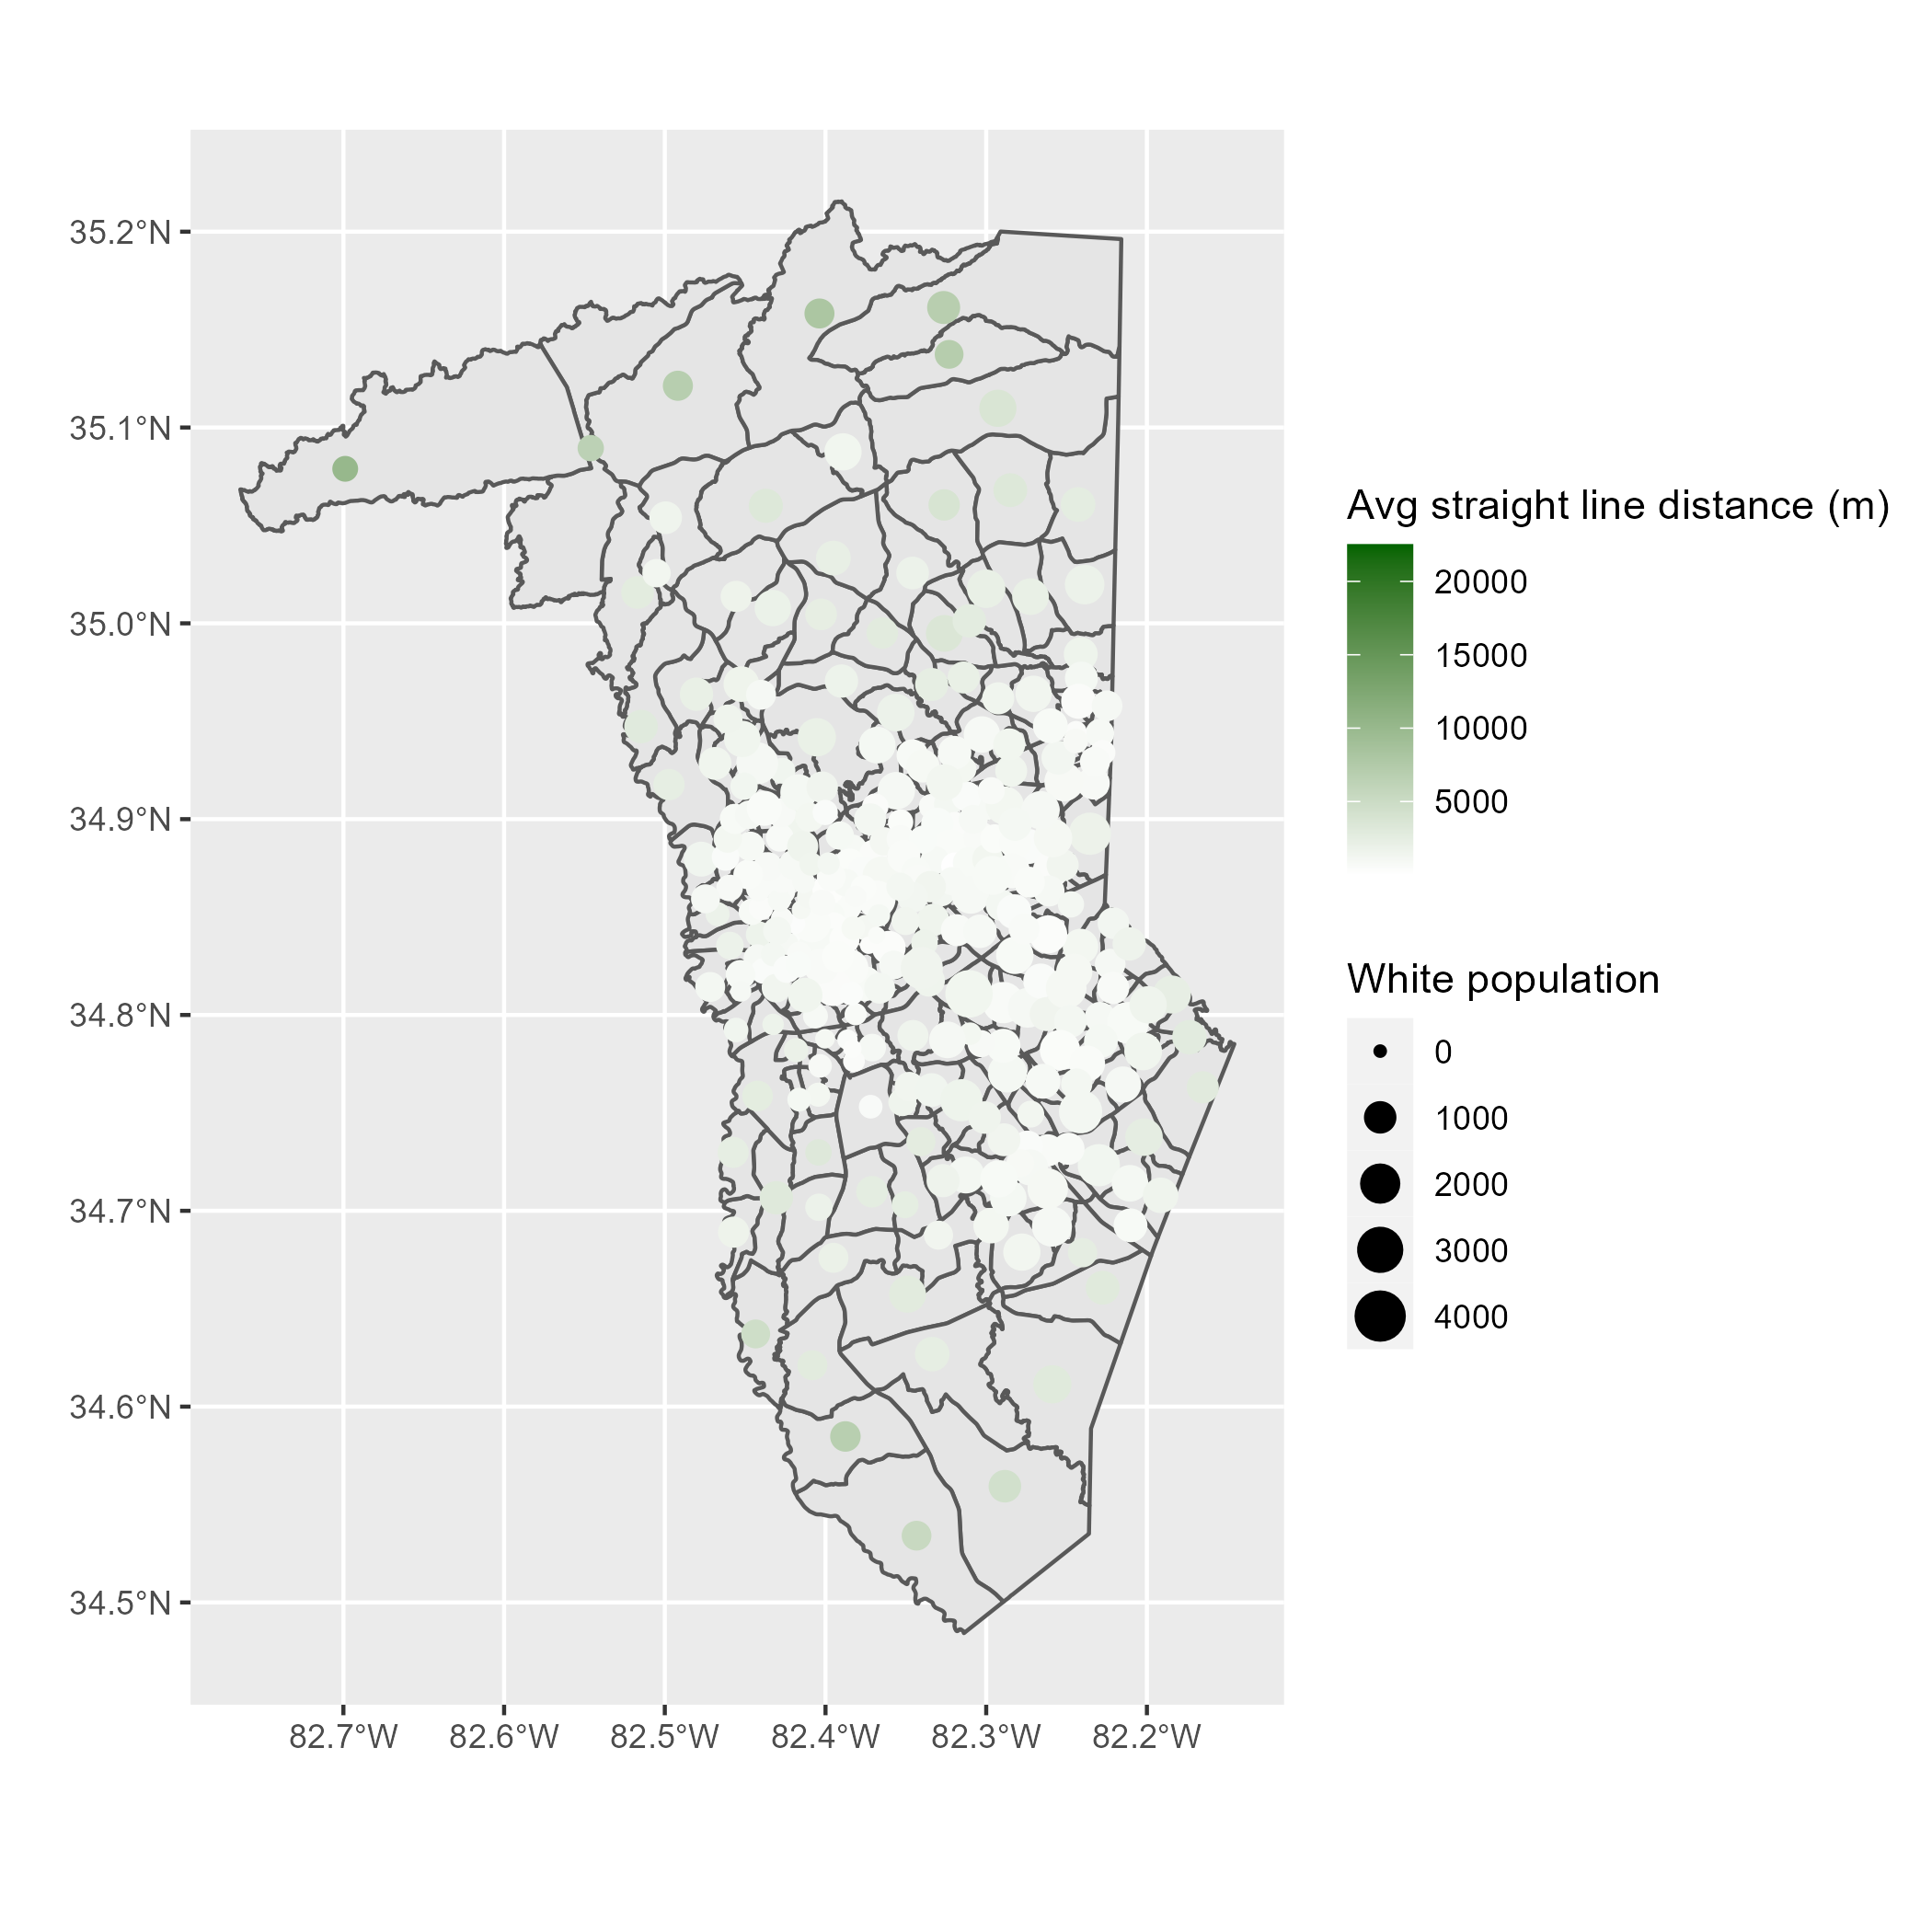 35.2°N
35.1°N
35.0°N
34.9°N
34.8°N
34.7°N
34.6°N
34.5°N
82.7°W 82.6°W 82.5°W 82.4°W 82.3°W 82.2°W
Avg straight line distance (m)
20000
15000
10000
5000
White population
0
1000
2000
3000
4000